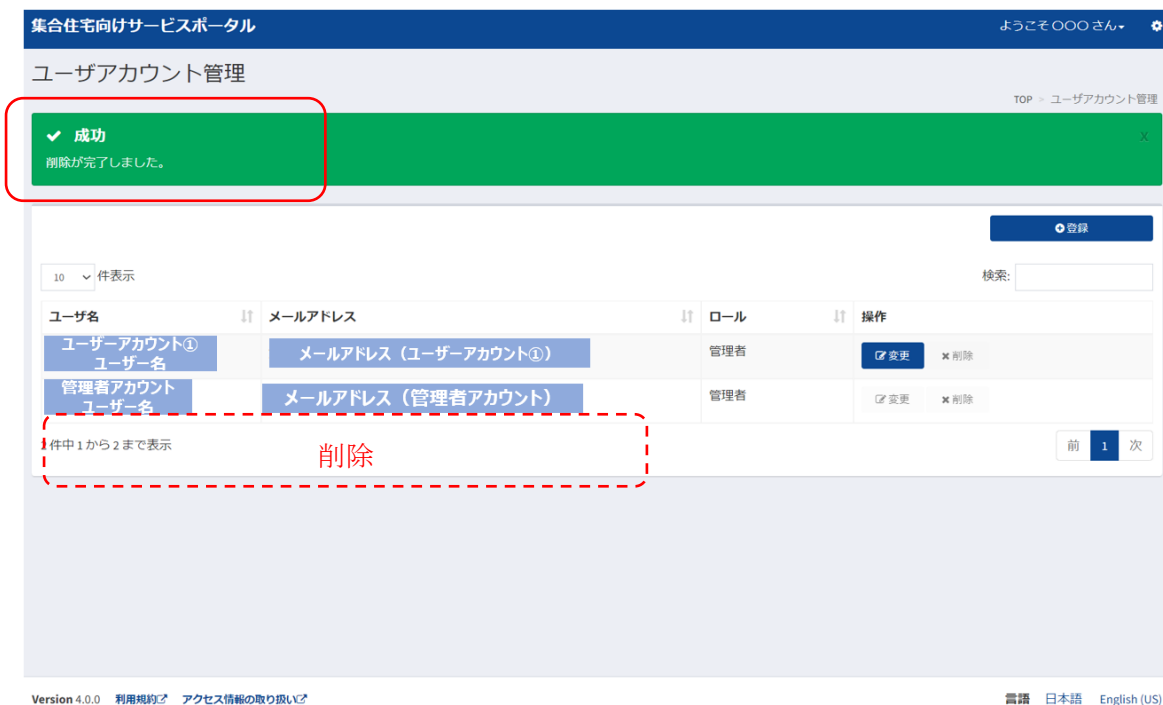 集合住宅向けサービスポータル
ようこそ〇〇〇さん
ユーザアカウント管理
TOP > ユーザアカウント管理
成功
削除が完了しました。
X
登録
10 件表示
検索:
ユーザ名 メールアドレス ロール 操作
ユーザーアカウント①
ユーザー名
メールアドレス（ユーザーアカウント①）
管理者
変更 削除
管理者アカウント
ユーザー名
メールアドレス（管理者アカウント）
管理者
変更 削除
2 件中 1 から 2 まで表示
削除
前 1 次
Version 4.0.0 利用規約 アクセス情報の取り扱い
言語 日本語 English (US)